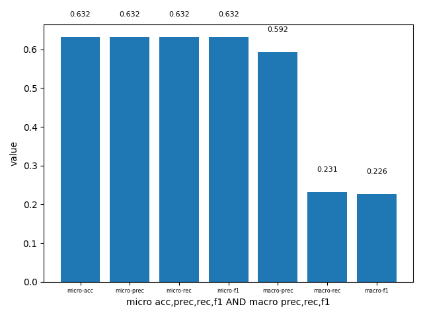 0.632 0.632 0.632 0.632
0.592
0.231 0.226
0.6
0.5
0.4
0.3
0.2
0.1
0.0
value
micro-acc micro-prec micro-rec micro-f1 macro-prec macro-rec macro-f1
micro acc,prec,rec,f1 AND macro prec,rec,f1